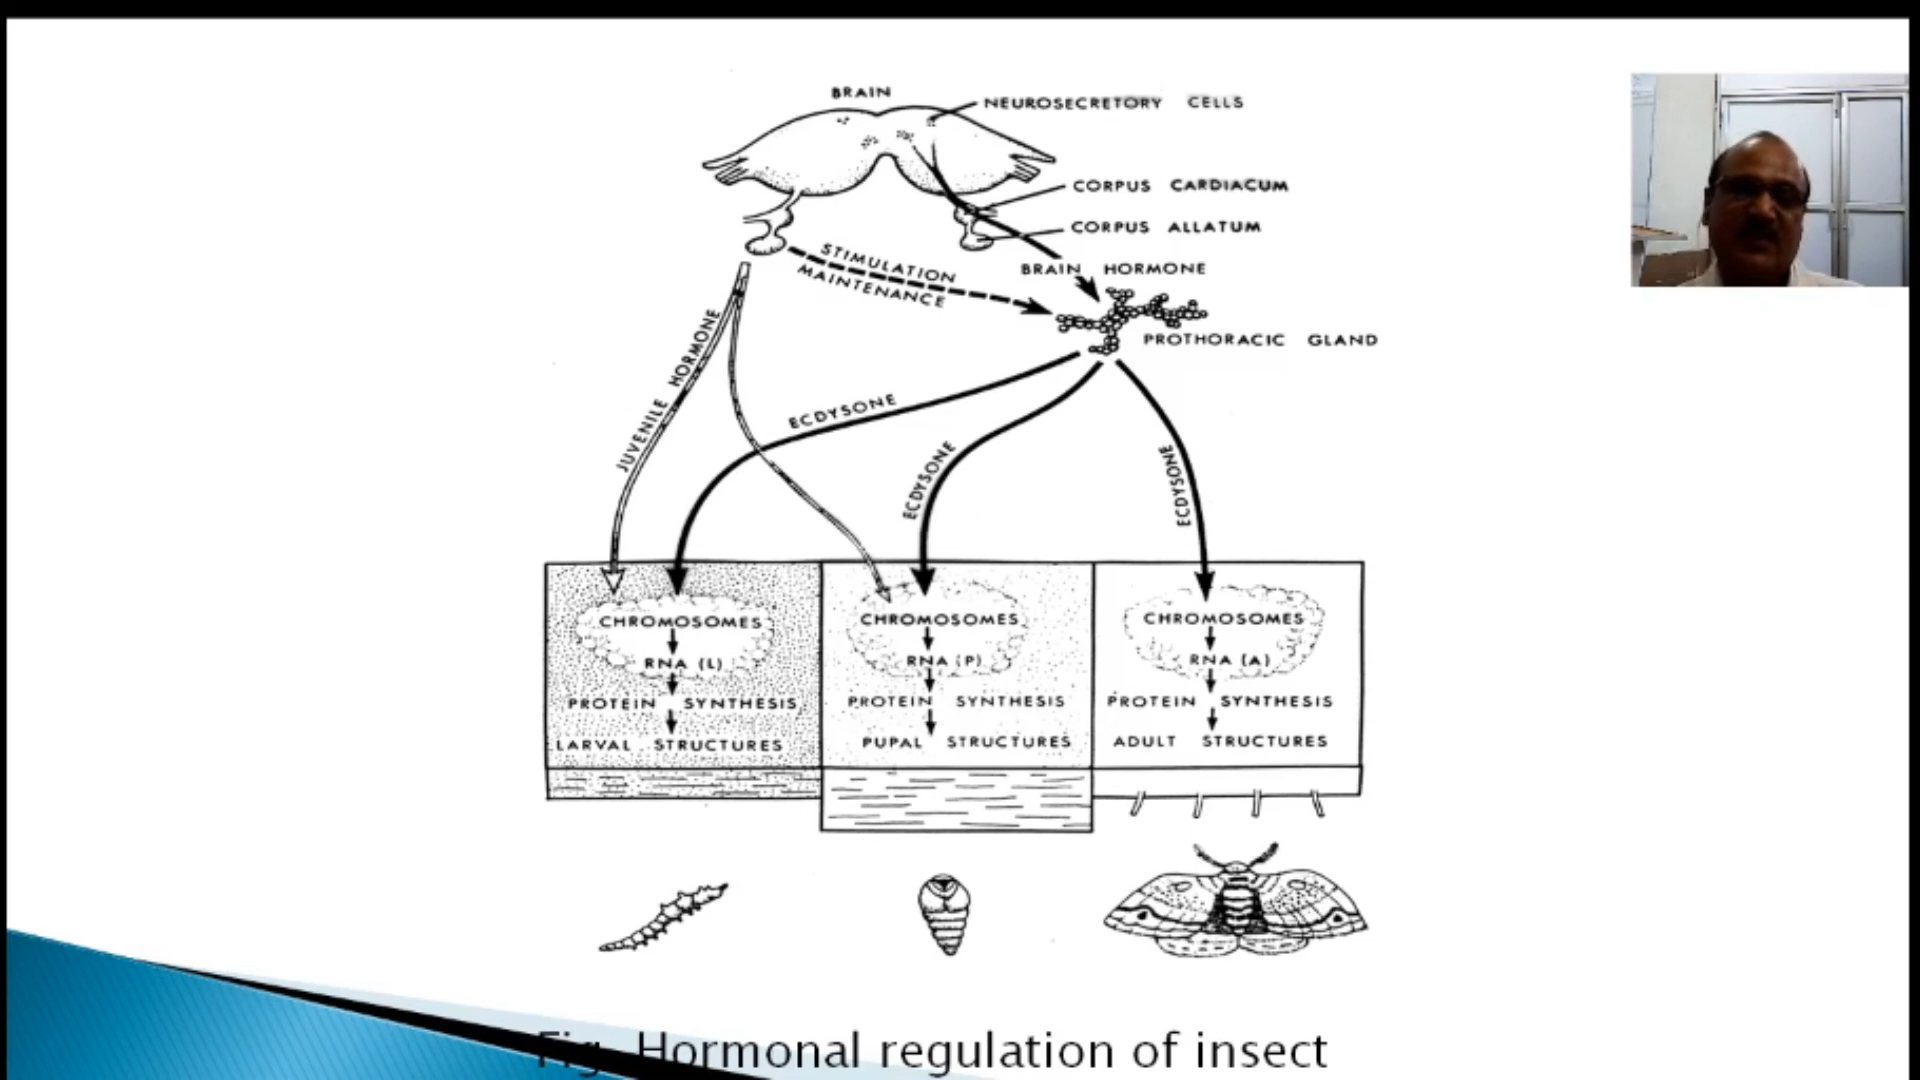 BRAIN
NEUROSECRETORY CELLS
CORPUS CARDIACUM
CORPUS ALLATUM
STIMULATION
MAINTENANCE
BRAIN HORMONE
PROTHORACIC GLAND
JUVENILE HORMONE
ECDYSONE
ECDYSONE
ECDYSONE
CHROMOSOMES
RNA (L)
PROTEIN SYNTHESIS
LARVAL STRUCTURES
CHROMOSOMES
RNA (P)
PROTEIN SYNTHESIS
PUPAL STRUCTURES
CHROMOSOMES
RNA (A)
PROTEIN SYNTHESIS
ADULT STRUCTURES
Fig. Hormonal regulation of insect